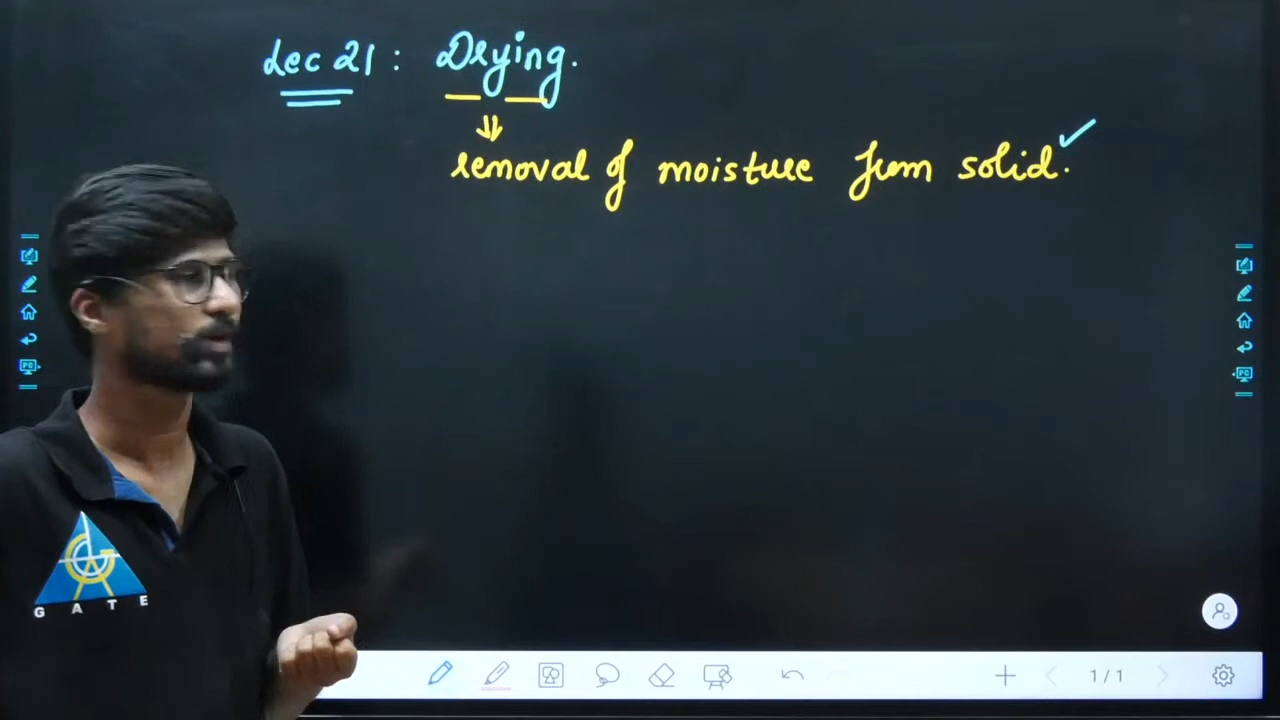 Lec 21 : Drying.
removal of moisture from solid.
GATE
1/1